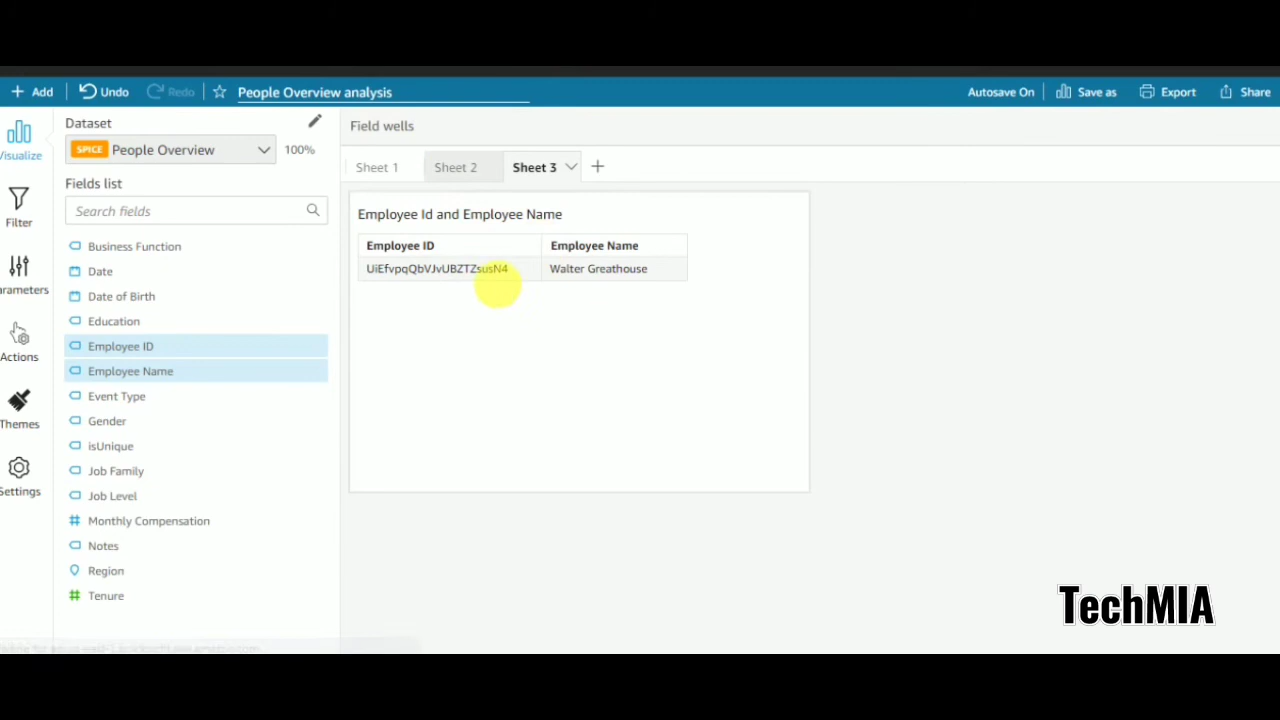 + Add
Undo
Redo
People Overview analysis
Autosave On
Save as
Export
Share
Visualize
Filter
arameters
Actions
Themes
Settings
Dataset
SPICE People Overview
100%
Fields list
Search fields
Business Function
Date
Date of Birth
Education
Employee ID
Employee Name
Event Type
Gender
isUnique
Job Family
Job Level
Monthly Compensation
Notes
Region
Tenure
Field wells
Sheet 1
Sheet 2
Sheet 3
Employee Id and Employee Name
Employee ID Employee Name
UiEfvpqQbVJvUBZTZsusN4 Walter Greathouse
TechMIA